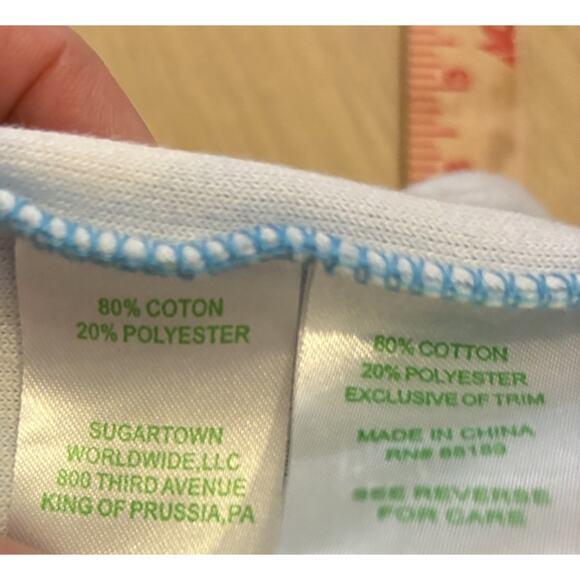 80% COTON
20% POLYESTER
SUGARTOWN
WORLDWIDE,LLC
800 THIRD AVENUE
KING OF PRUSSIA,PA
80% COTTON
20% POLYESTER
EXCLUSIVE OF TRIM
MADE IN CHINA
RN#
SEE REVERSE
FOR CARE